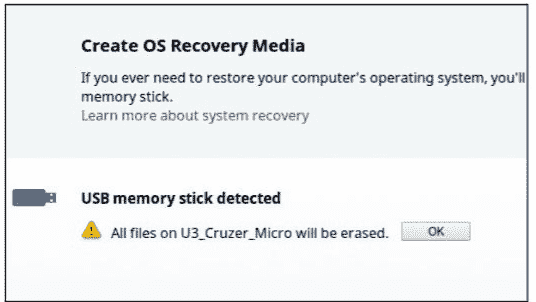 Create OS Recovery Media
If you ever need to restore your computer's operating system, you'll
memory stick.
Learn more about system recovery
USB memory stick detected
All files on U3_Cruzer_Micro will be erased.
OK